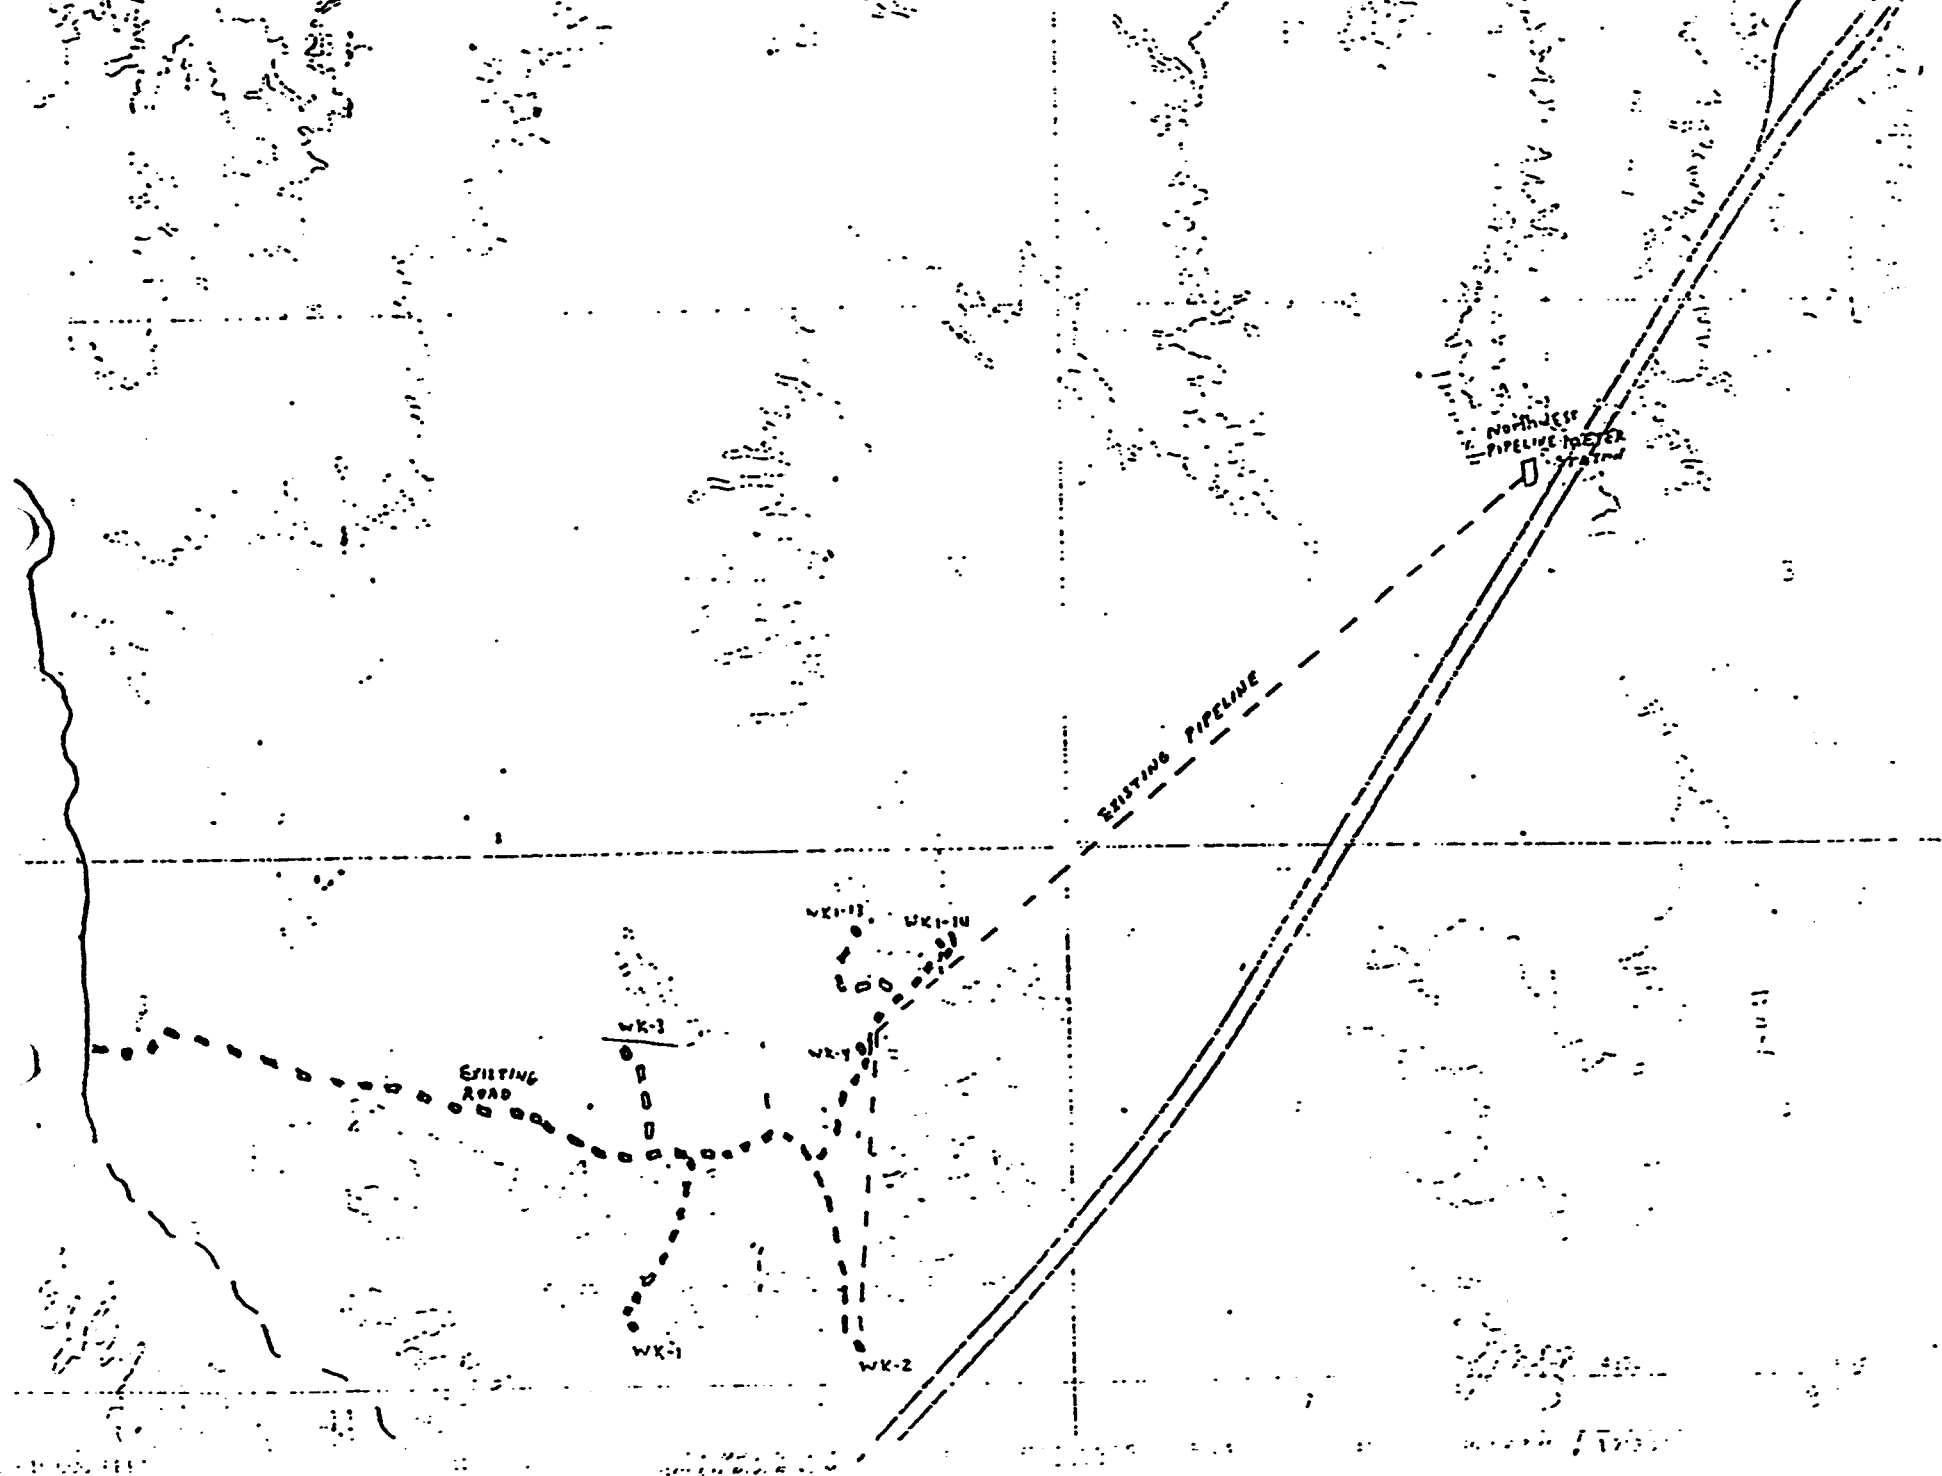 NORTHWEST
PIPELINE METER
STATION
EXISTING PIPELINE
WK1-13
WK1-14
WK-3
WK-4
EXISTING
ROAD
WK-1
WK-2